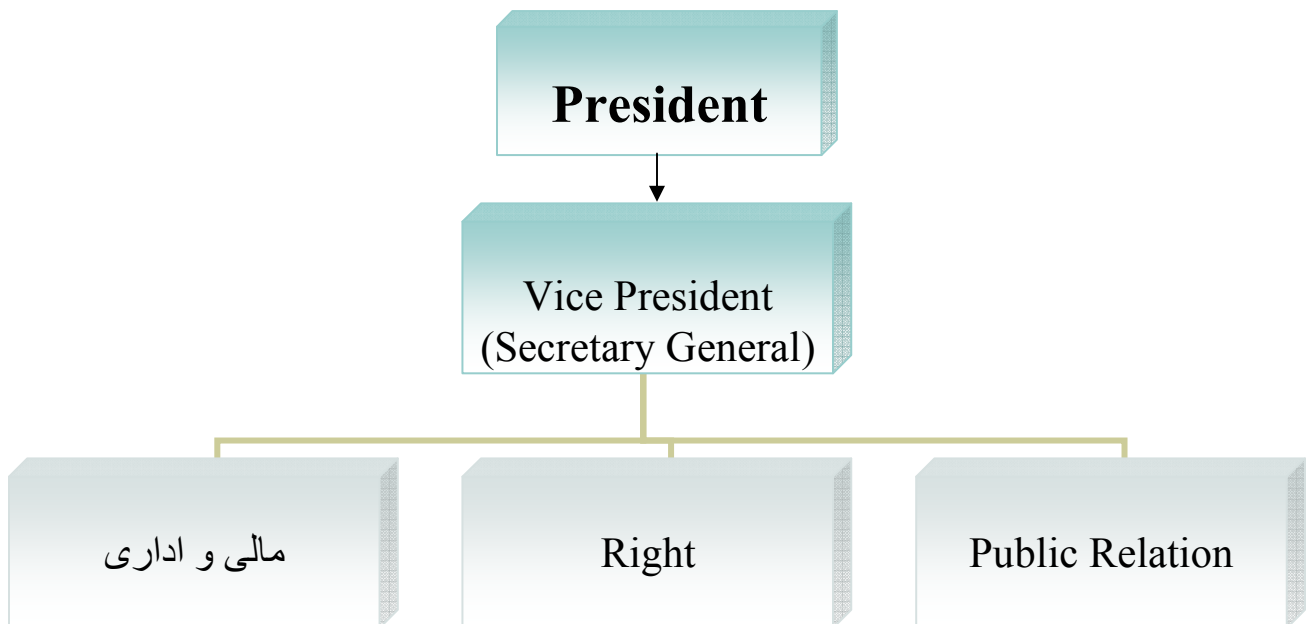 President
Vice President
(Secretary General)
مالی و اداری
Right
Public Relation